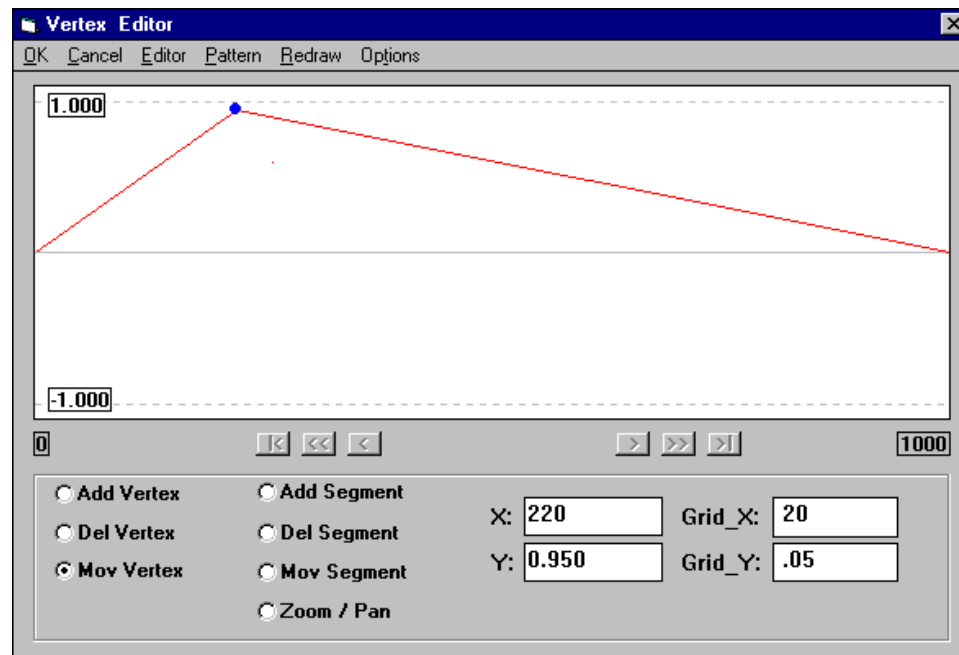 Vertex Editor
OK Cancel Editor Pattern Redraw Options
1.000
-1.000
0 |< << < > >> >| 1000
Add Vertex Add Segment
Del Vertex Del Segment
Mov Vertex Mov Segment
Zoom / Pan
X: 220 Grid_X: 20
Y: 0.950 Grid_Y: .05